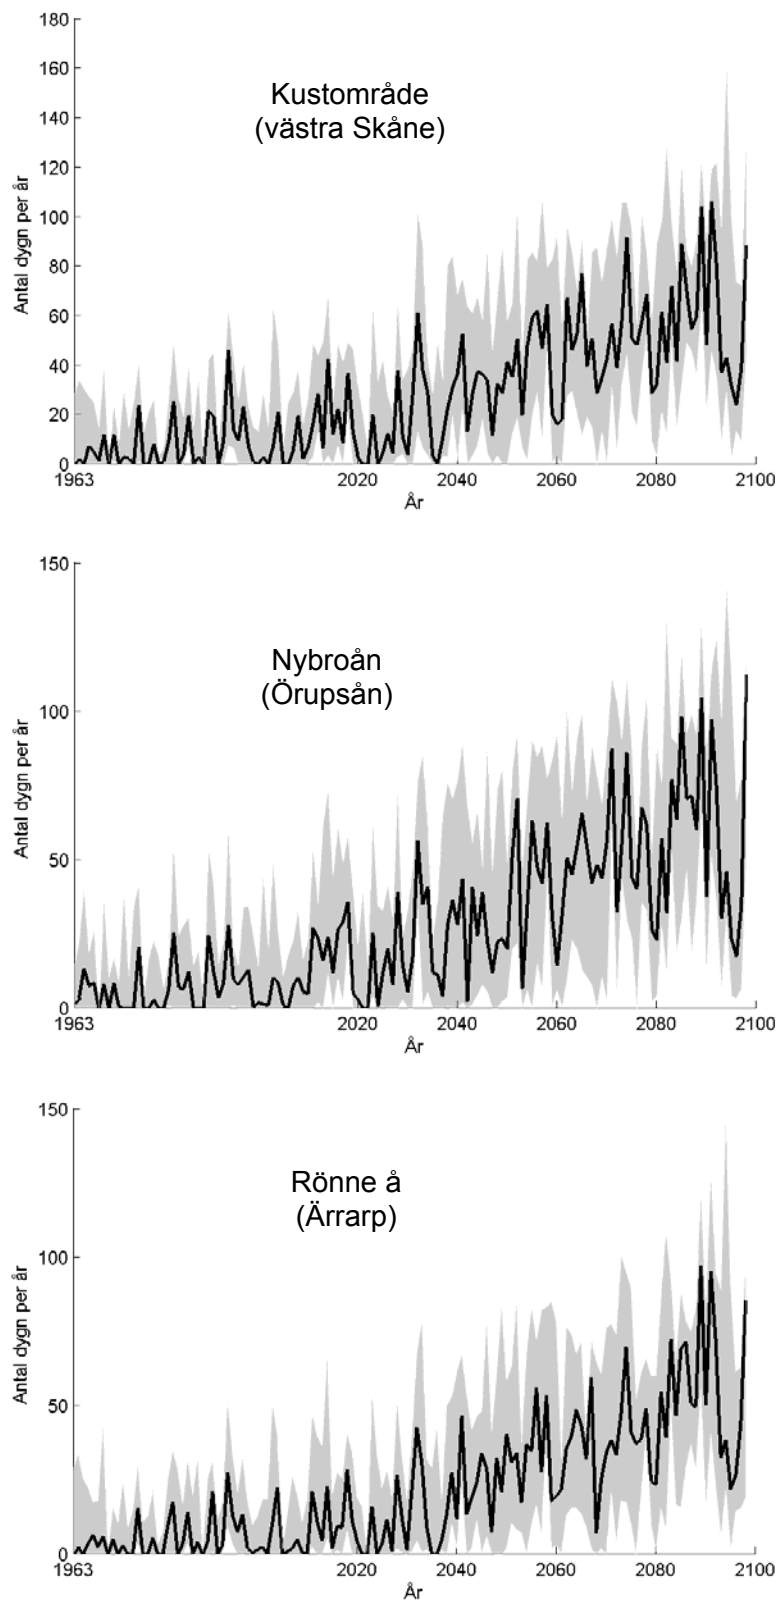 180
160
140
120
100
80
60
40
20
0
Antal dygn per år
Kustområde
(västra Skåne)
1963 2020 2040 2060 2080 2100
År
150
100
50
0
Antal dygn per år
Nybroån
(Örupsån)
1963 2020 2040 2060 2080 2100
År
150
100
50
0
Antal dygn per år
Rönne å
(Ärrarp)
1963 2020 2040 2060 2080 2100
År